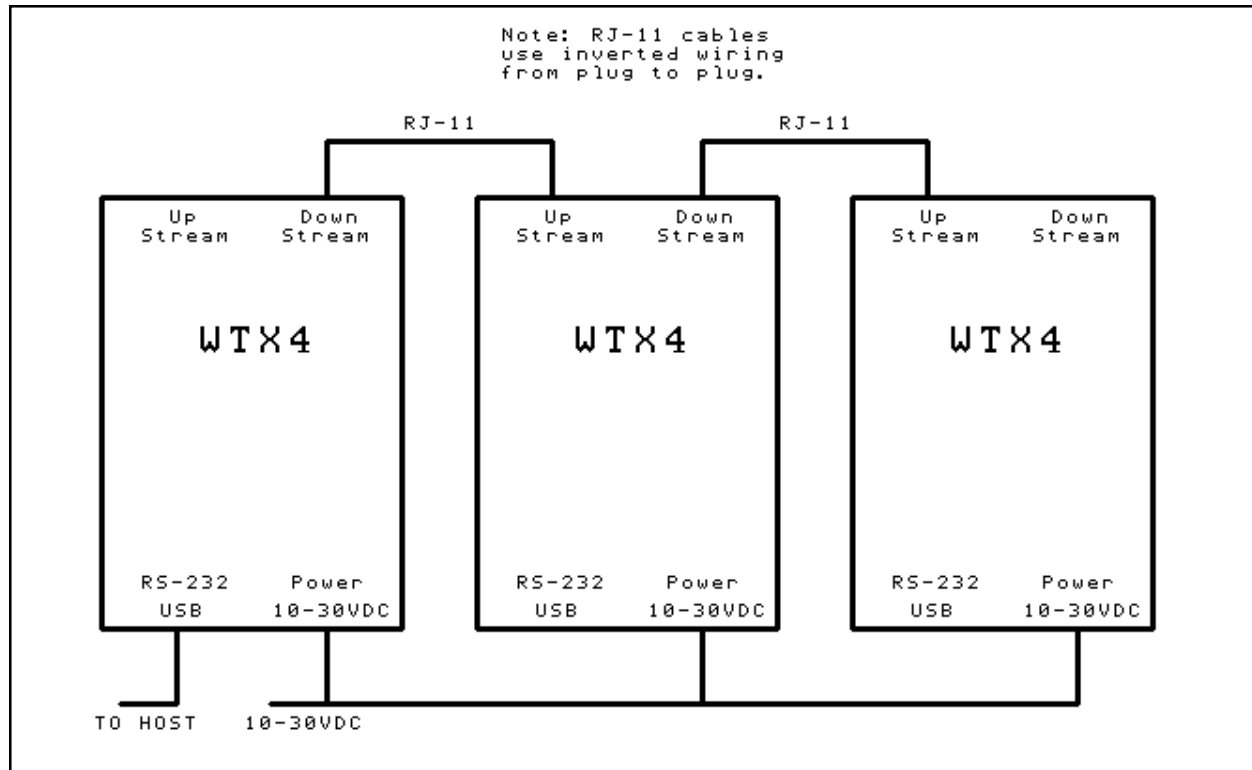 Note: RJ-11 cables
use inverted wiring
from plug to plug.
RJ-11
RJ-11
Up
Stream
Down
Stream
Up
Stream
Down
Stream
Up
Stream
Down
Stream
WTX4
WTX4
WTX4
RS-232
USB
Power
10-30VDC
RS-232
USB
Power
10-30VDC
RS-232
USB
Power
10-30VDC
TO HOST
10-30VDC